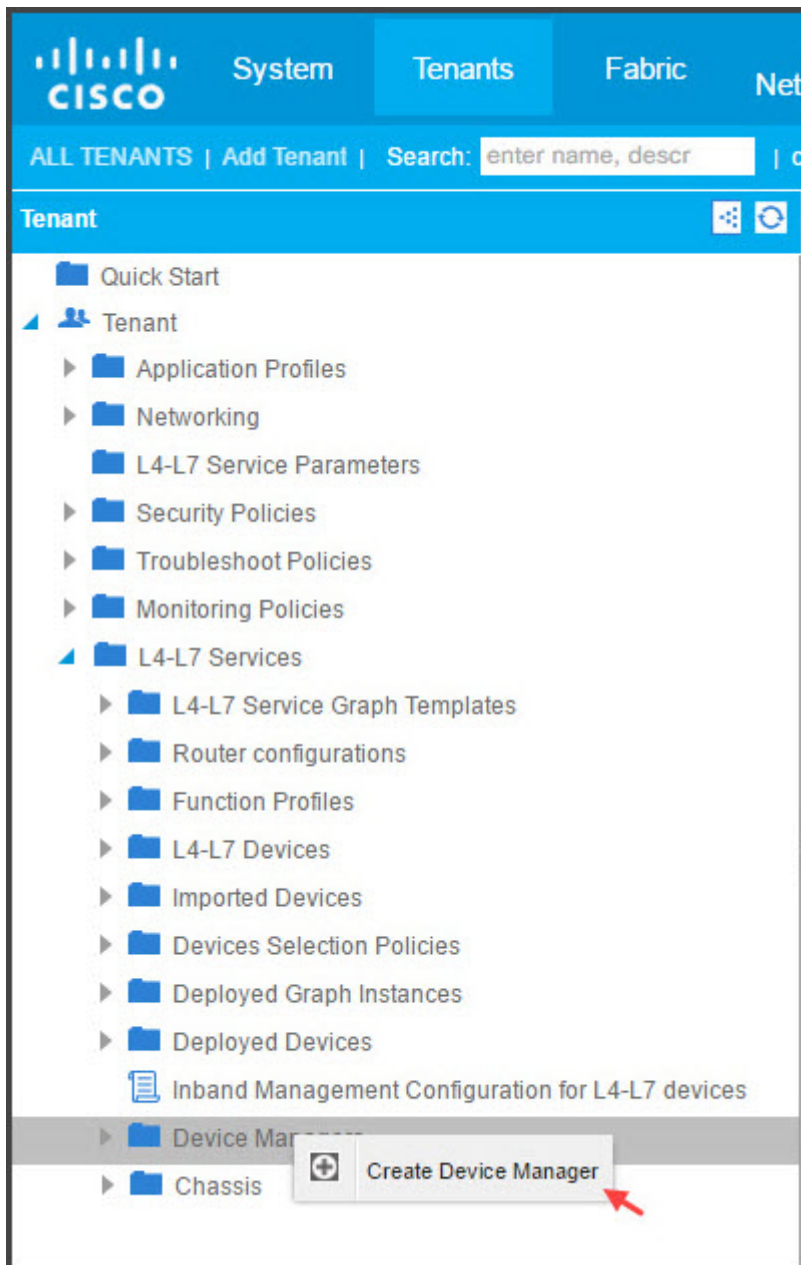 CISCO
System
Tenants
Fabric
Net
ALL TENANTS | Add Tenant | Search: enter name, descr |
Tenant
Quick Start
Tenant
Application Profiles
Networking
L4-L7 Service Parameters
Security Policies
Troubleshoot Policies
Monitoring Policies
L4-L7 Services
L4-L7 Service Graph Templates
Router configurations
Function Profiles
L4-L7 Devices
Imported Devices
Devices Selection Policies
Deployed Graph Instances
Deployed Devices
Inband Management Configuration for L4-L7 devices
Device Managers
Create Device Manager
Chassis